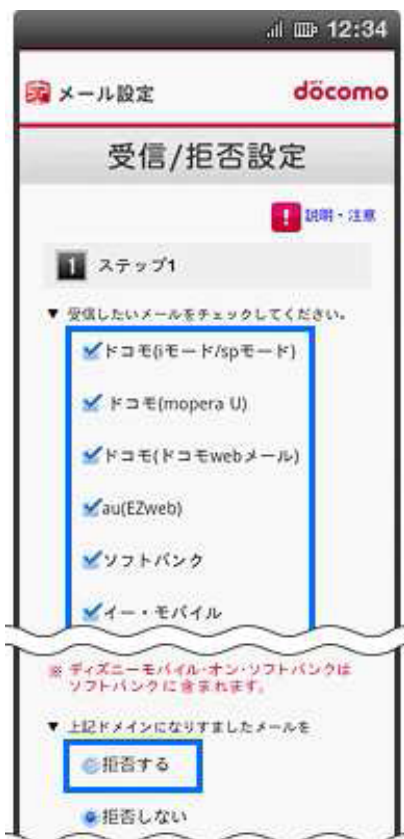 12:34
メール設定
döcomo
受信/拒否設定
! 説明・注意
1 ステップ1
▼ 受信したいメールをチェックしてください。
ドコモ(iモード/spモード)
ドコモ(mopera U)
ドコモ(ドコモwebメール)
au(EZweb)
ソフトバンク
イー・モバイル
※ ディズニーモバイル・オン・ソフトバンクは
ソフトバンクに含まれます。
▼ 上記ドメインになりすましたメールを
拒否する
拒否しない